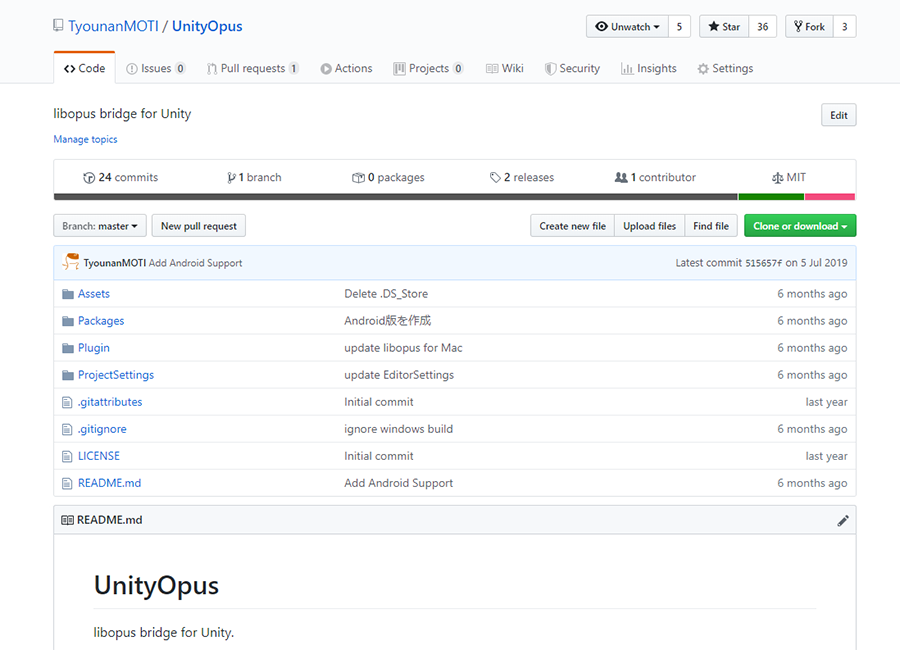 TyounanMOTI / UnityOpus
Unwatch 5 Star 36 Fork 3
Code Issues 0 Pull requests 1 Actions Projects 0 Wiki Security Insights Settings
libopus bridge for Unity
Edit
Manage topics
24 commits 1 branch 0 packages 2 releases 1 contributor MIT
Branch: master New pull request Create new file Upload files Find file Clone or download
TyounanMOTI Add Android Support Latest commit 515657f on 5 Jul 2019
Assets Delete .DS_Store 6 months ago
Packages Android版を作成 6 months ago
Plugin update libopus for Mac 6 months ago
ProjectSettings update EditorSettings 6 months ago
.gitattributes Initial commit last year
.gitignore ignore windows build 6 months ago
LICENSE Initial commit last year
README.md Add Android Support 6 months ago
README.md
UnityOpus
libopus bridge for Unity.